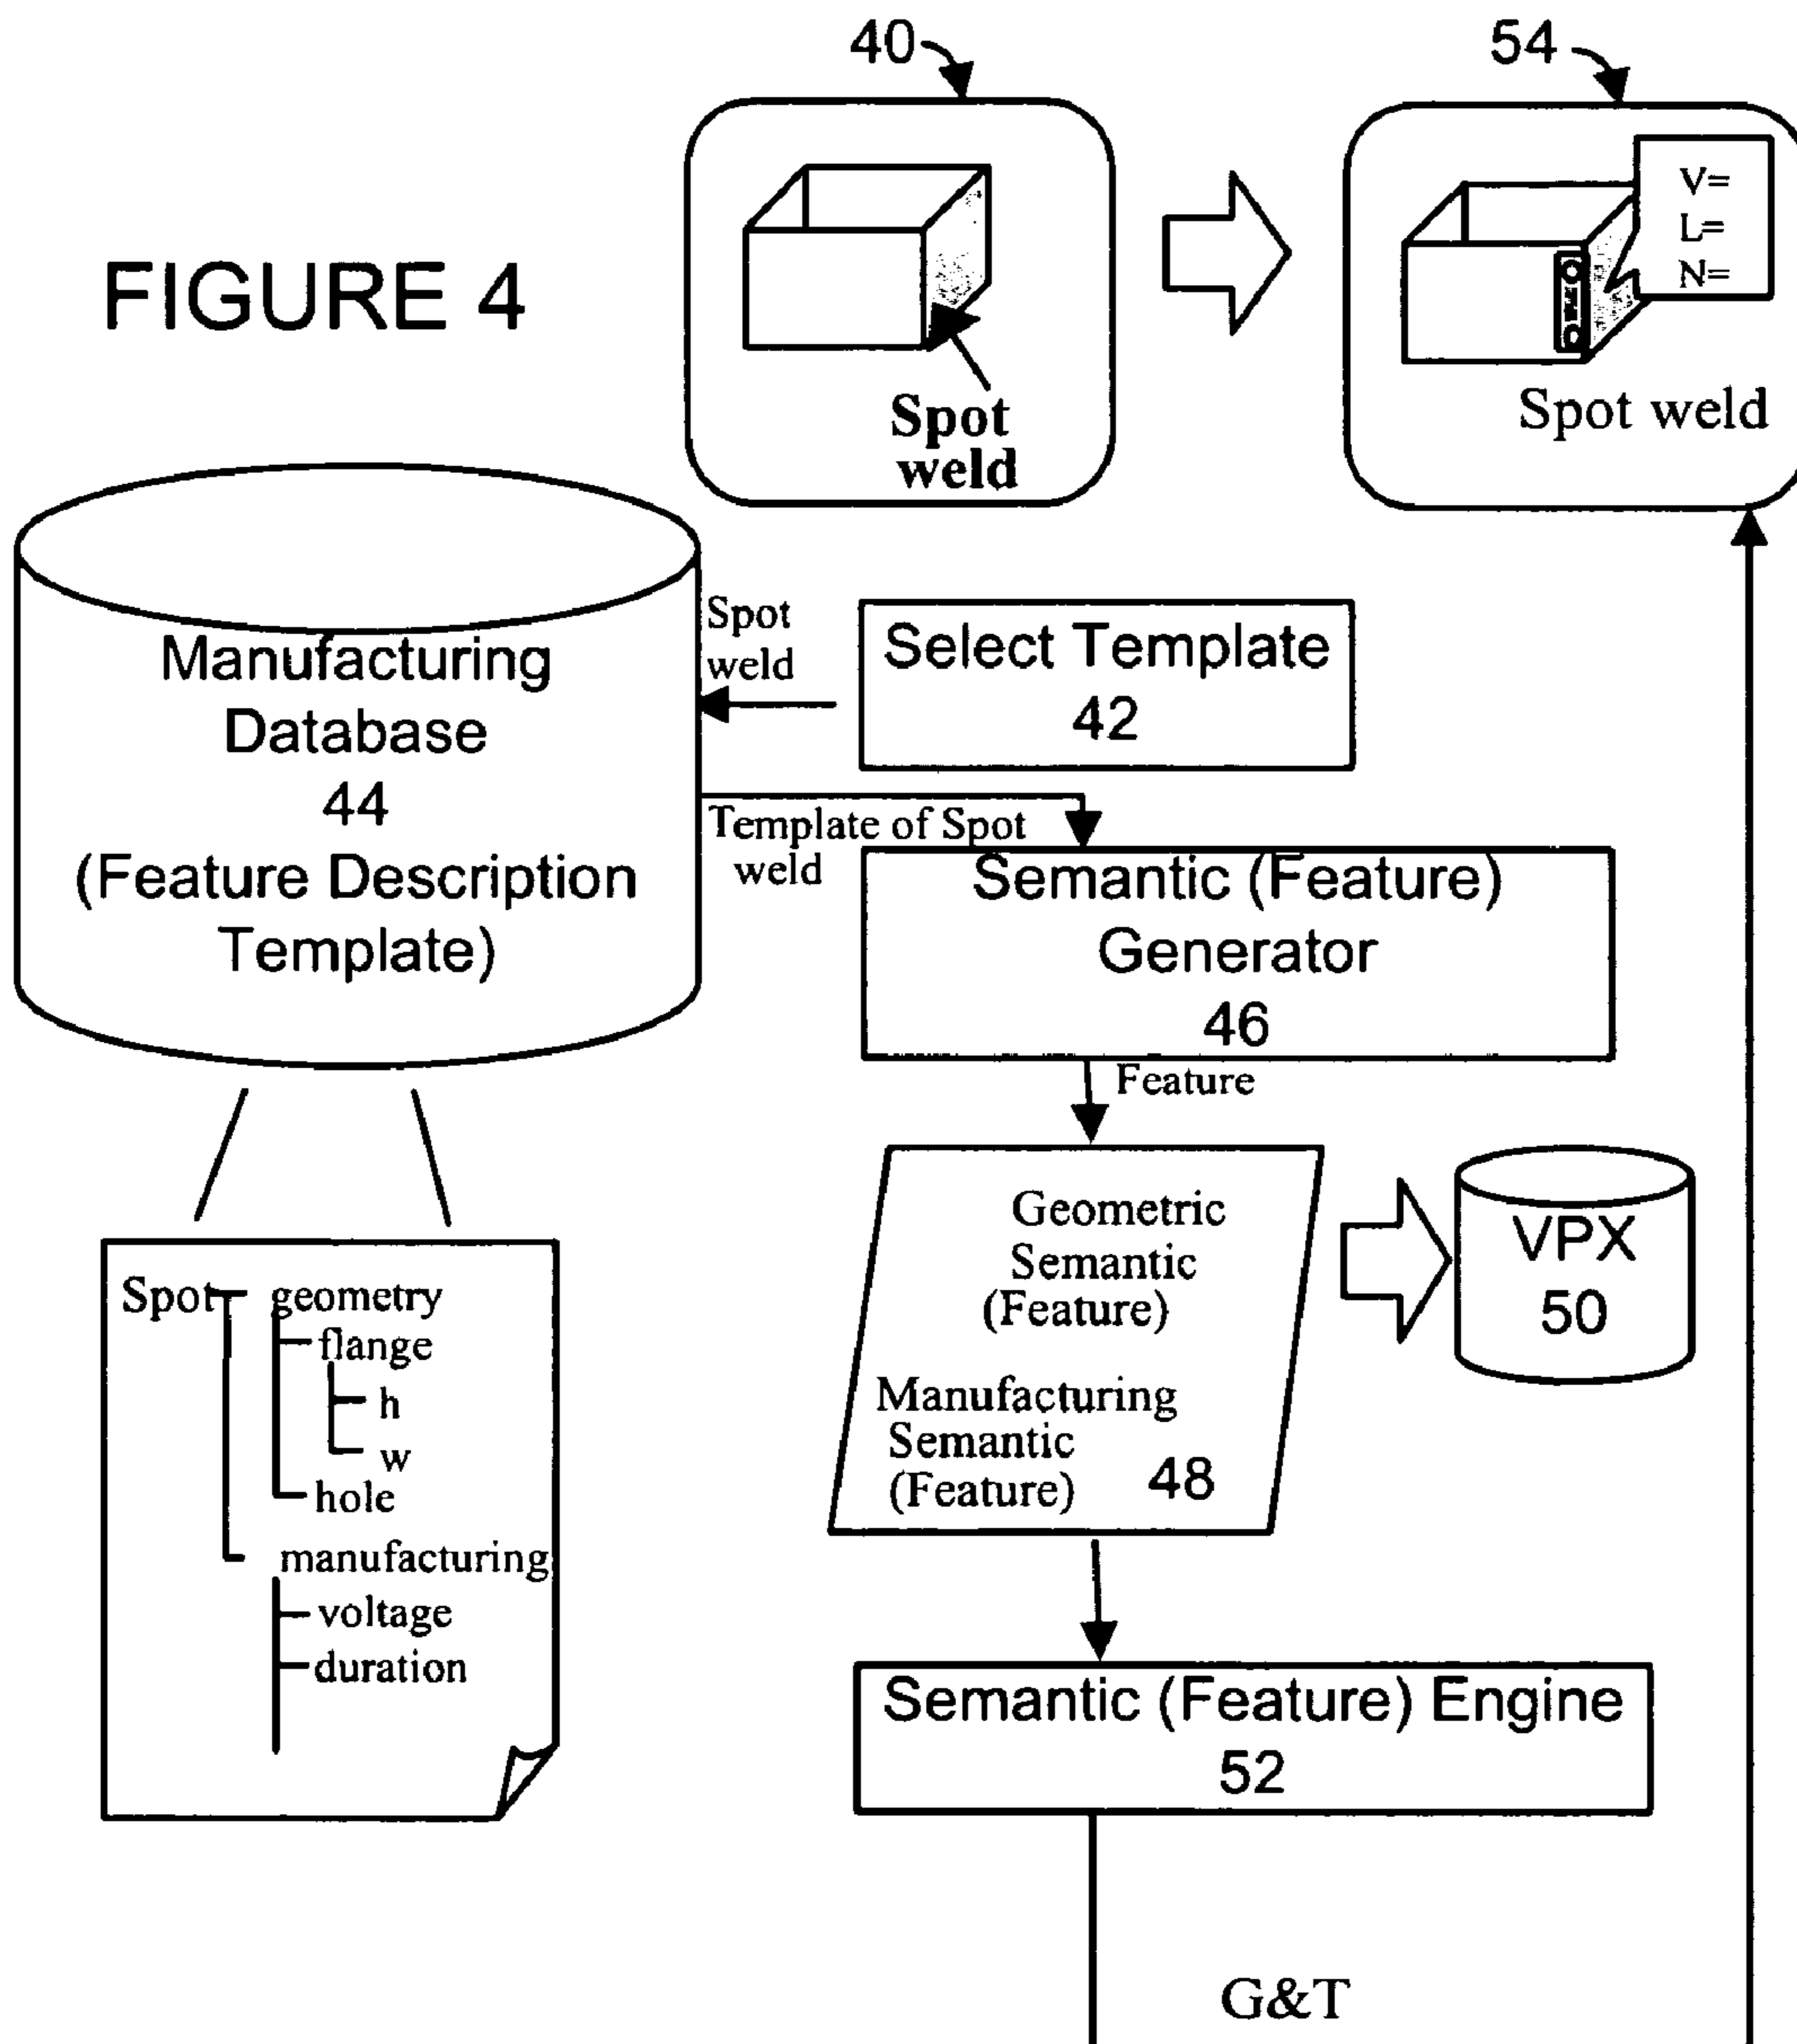 40
54
FIGURE 4
V=
L=
N=
Spot
weld
Spot weld
Manufacturing
Database
44
(Feature Description
Template)
Spot
weld
Select Template
42
Template of Spot
weld
Semantic (Feature)
Generator
46
Feature
Geometric
Semantic
(Feature)
Manufacturing
Semantic
(Feature)
48
VPX
50
Spot geometry
flange
h
w
hole
manufacturing
voltage
duration
Semantic (Feature) Engine
52
G&T